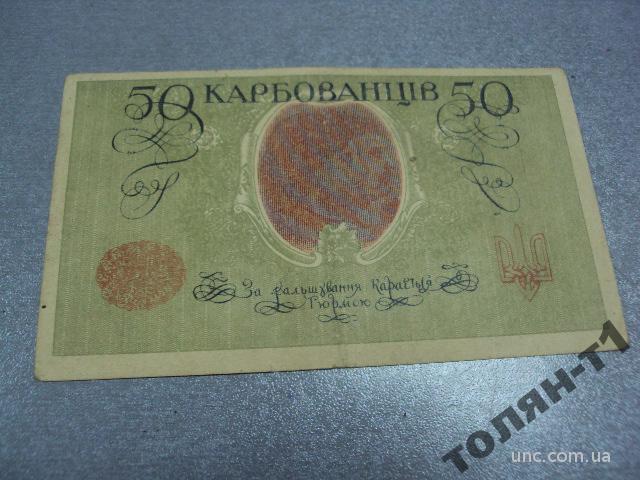 50 КАРБОВАНЦІВ 50
За фальшування карається
тюрмою
ТОЛЯН-Т1
unc.com.ua